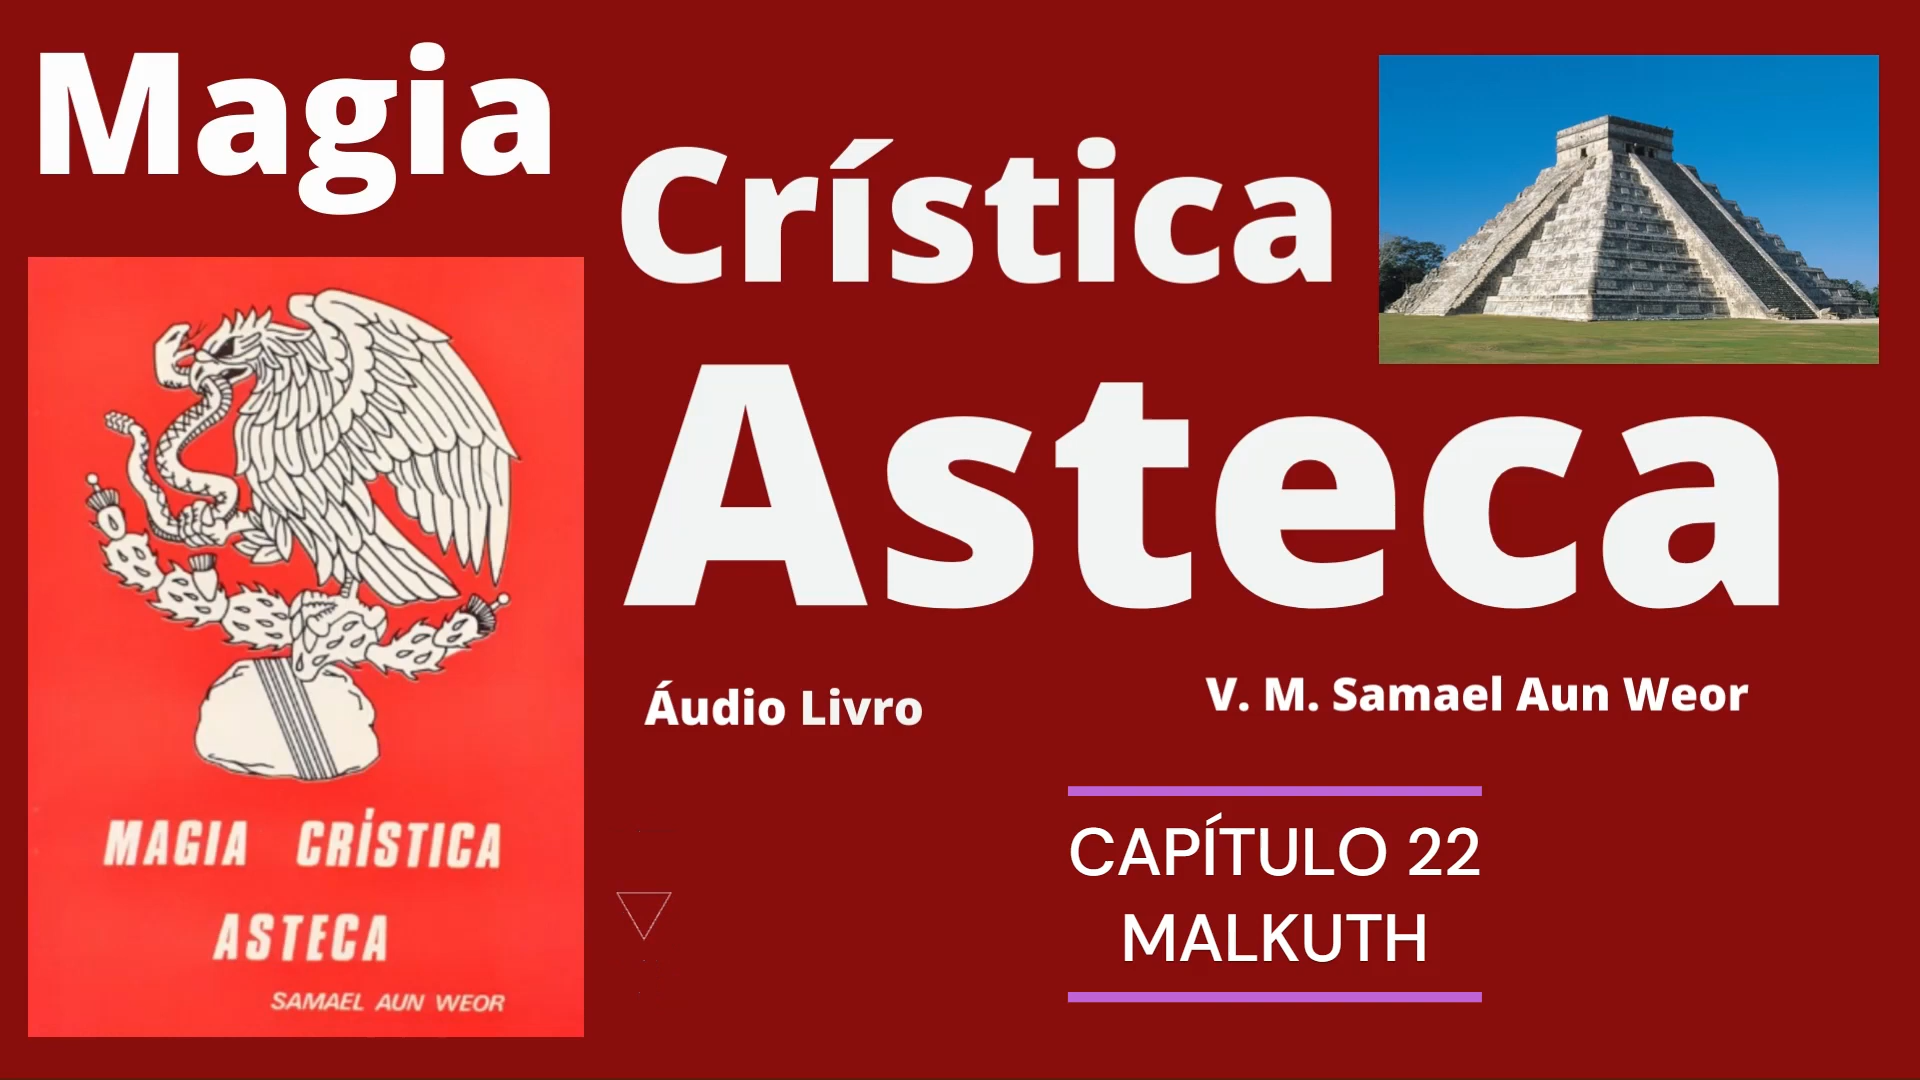 Magia
Crística
Asteca
Áudio Livro
V. M. Samael Aun Weor
CAPÍTULO 22
MALKUTH
MAGIA CRÍSTICA
ASTECA
SAMAEL AUN WEOR